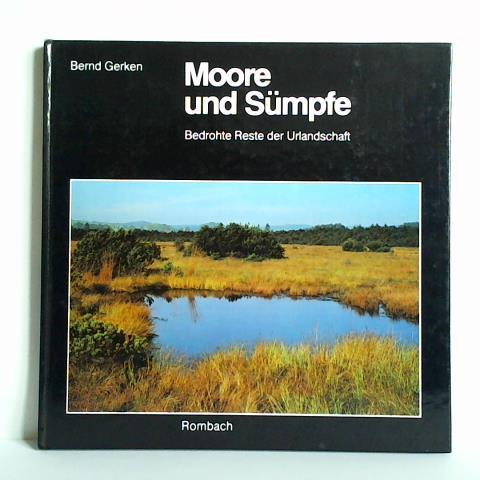 Bernd Gerken
Moore
und Sümpfe
Bedrohte Reste der Urlandschaft
Rombach